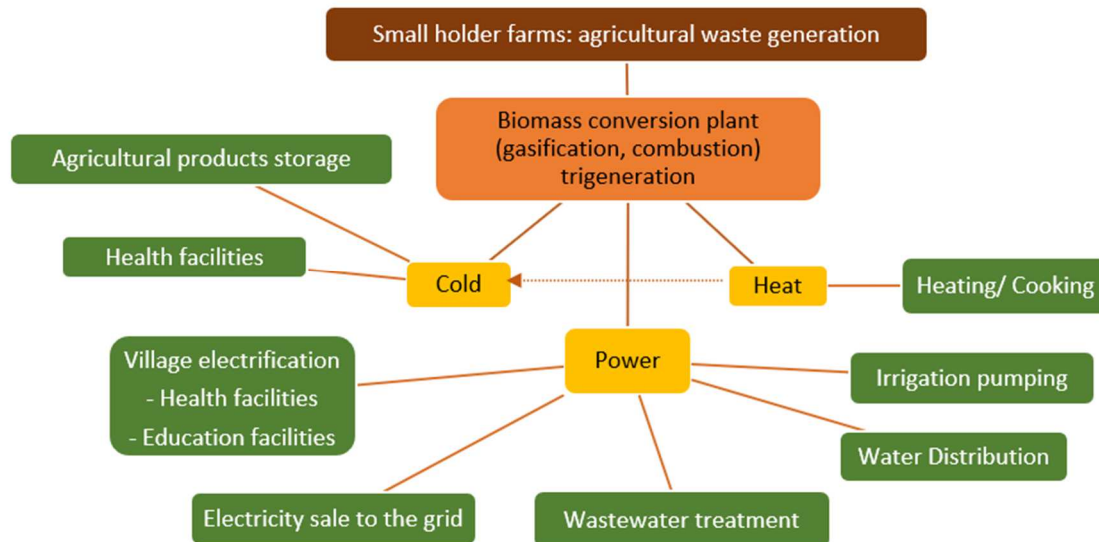 Small holder farms: agricultural waste generation
Biomass conversion plant
(gasification, combustion)
trigeneration
Agricultural products storage
Health facilities
Cold
Heat
Heating/ Cooking
Village electrification
- Health facilities
- Education facilities
Power
Irrigation pumping
Water Distribution
Electricity sale to the grid
Wastewater treatment